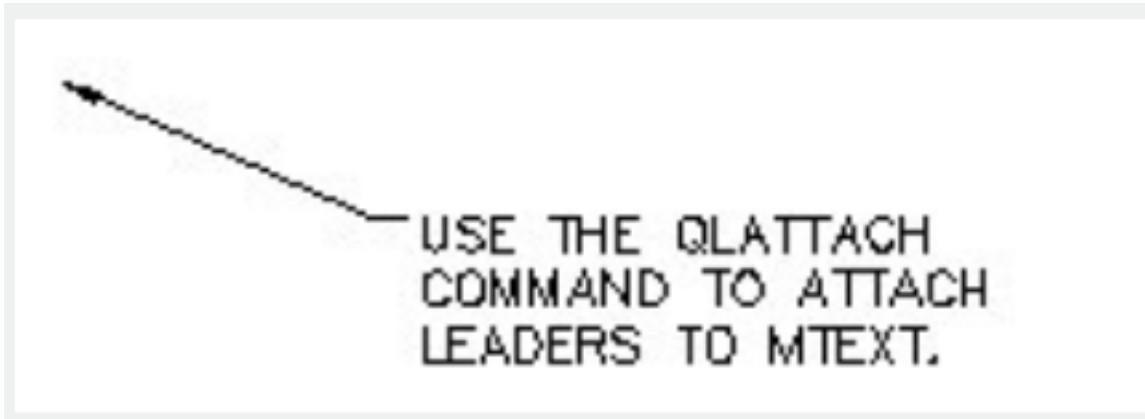 USE THE QLATTACH
COMMAND TO ATTACH
LEADERS TO MTEXT.